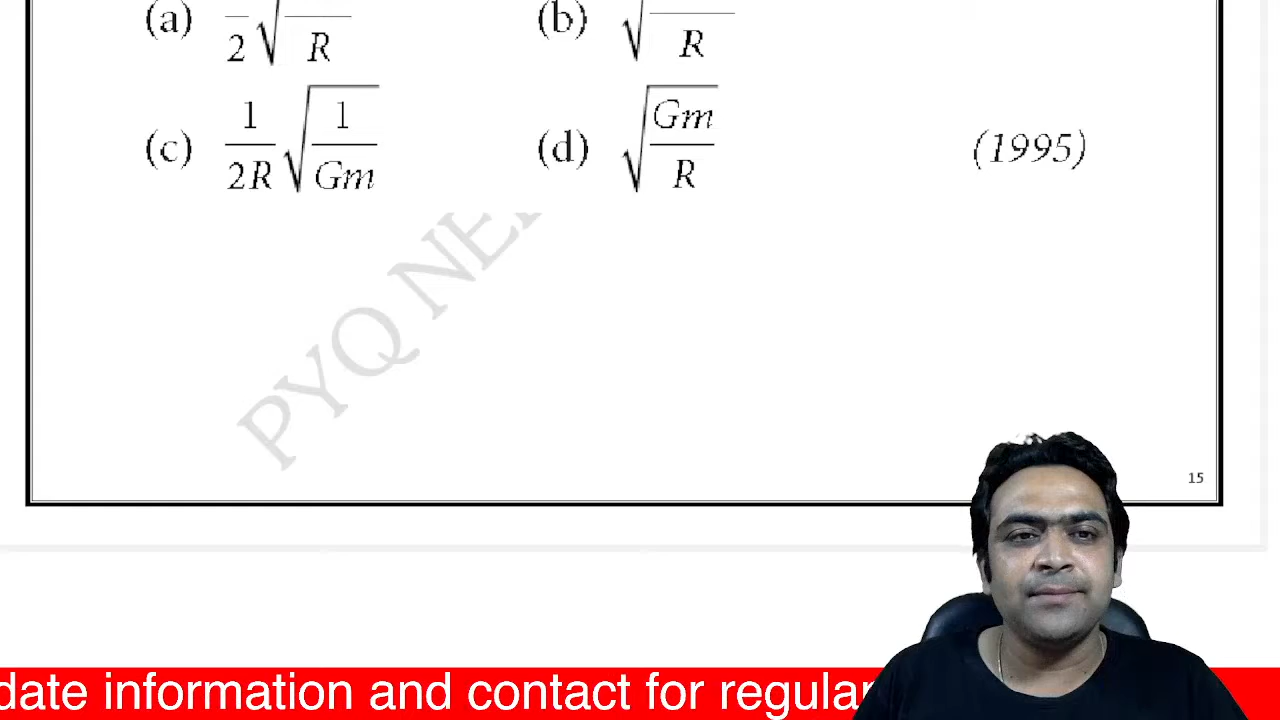 (a) 2 √ R (b) √ R
(c) 1/2R √1/Gm (d) √Gm/R (1995)
PYQ NE
15
date information and contact for regular